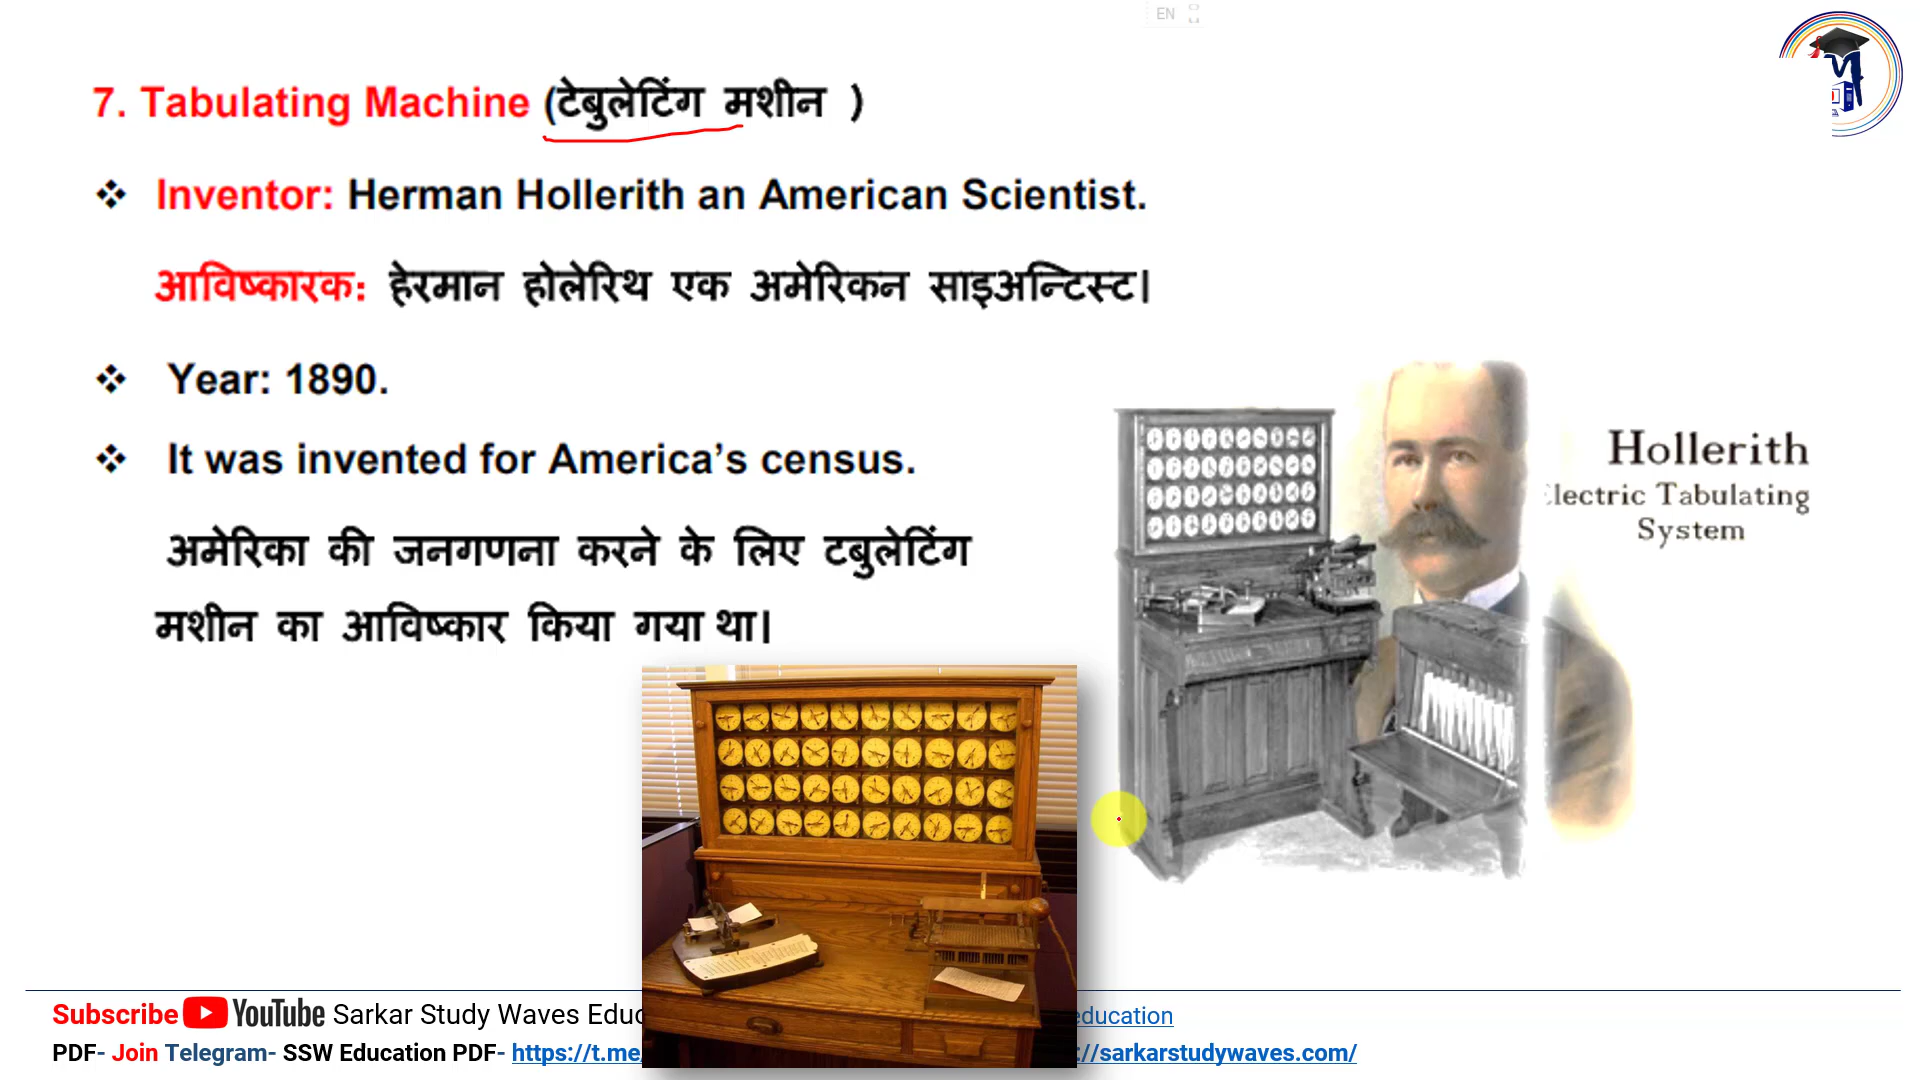 EN
7. Tabulating Machine (टेबुलेटिंग मशीन )
Inventor: Herman Hollerith an American Scientist.
आविष्कारक: हेरमान होलेरिथ एक अमेरिकन साइअन्टिस्ट।
Year: 1890.
It was invented for America’s census.
अमेरिका की जनगणना करने के लिए टबुलेटिंग
मशीन का आविष्कार किया गया था।
Hollerith
lectric Tabulating
System
Subscribe YouTube Sarkar Study Waves Educ education
PDF- Join Telegram- SSW Education PDF- https://t.me/ ://sarkarstudywaves.com/